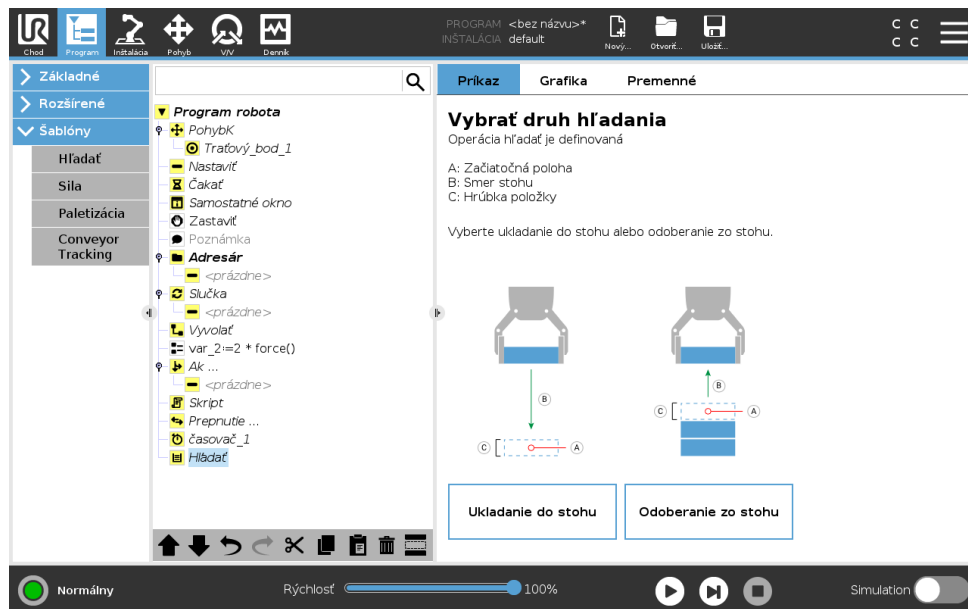 UR
Chod
Program
Inštalácia
Pohyb
V/V
Denník
PROGRAM <bez názvu>*
INŠTALÁCIA default
Nový...
Otvoriť...
Uložiť...
C C
C C
Základné
Rozšírené
Šablóny
Hľadať
Sila
Paletizácia
Conveyor
Tracking
Program robota
PohybK
Traťový_bod_1
Nastaviť
Čakať
Samostatné okno
Zastaviť
Poznámka
Adresár
<prázdne>
Slučka
<prázdne>
Vyvolať
var_2:=2 * force()
Ak ...
<prázdne>
Skript
Prepnutie ...
časovač_1
Hľadať
Príkaz
Grafika
Premenné
Vybrať druh hľadania
Operácia hľadať je definovaná
A: Začiatočná poloha
B: Smer stohu
C: Hrúbka položky
Vyberte ukladanie do stohu alebo odoberanie zo stohu.
B
C
A
B
C
A
Ukladanie do stohu
Odoberanie zo stohu
Normálny
Rýchlosť
100%
Simulation